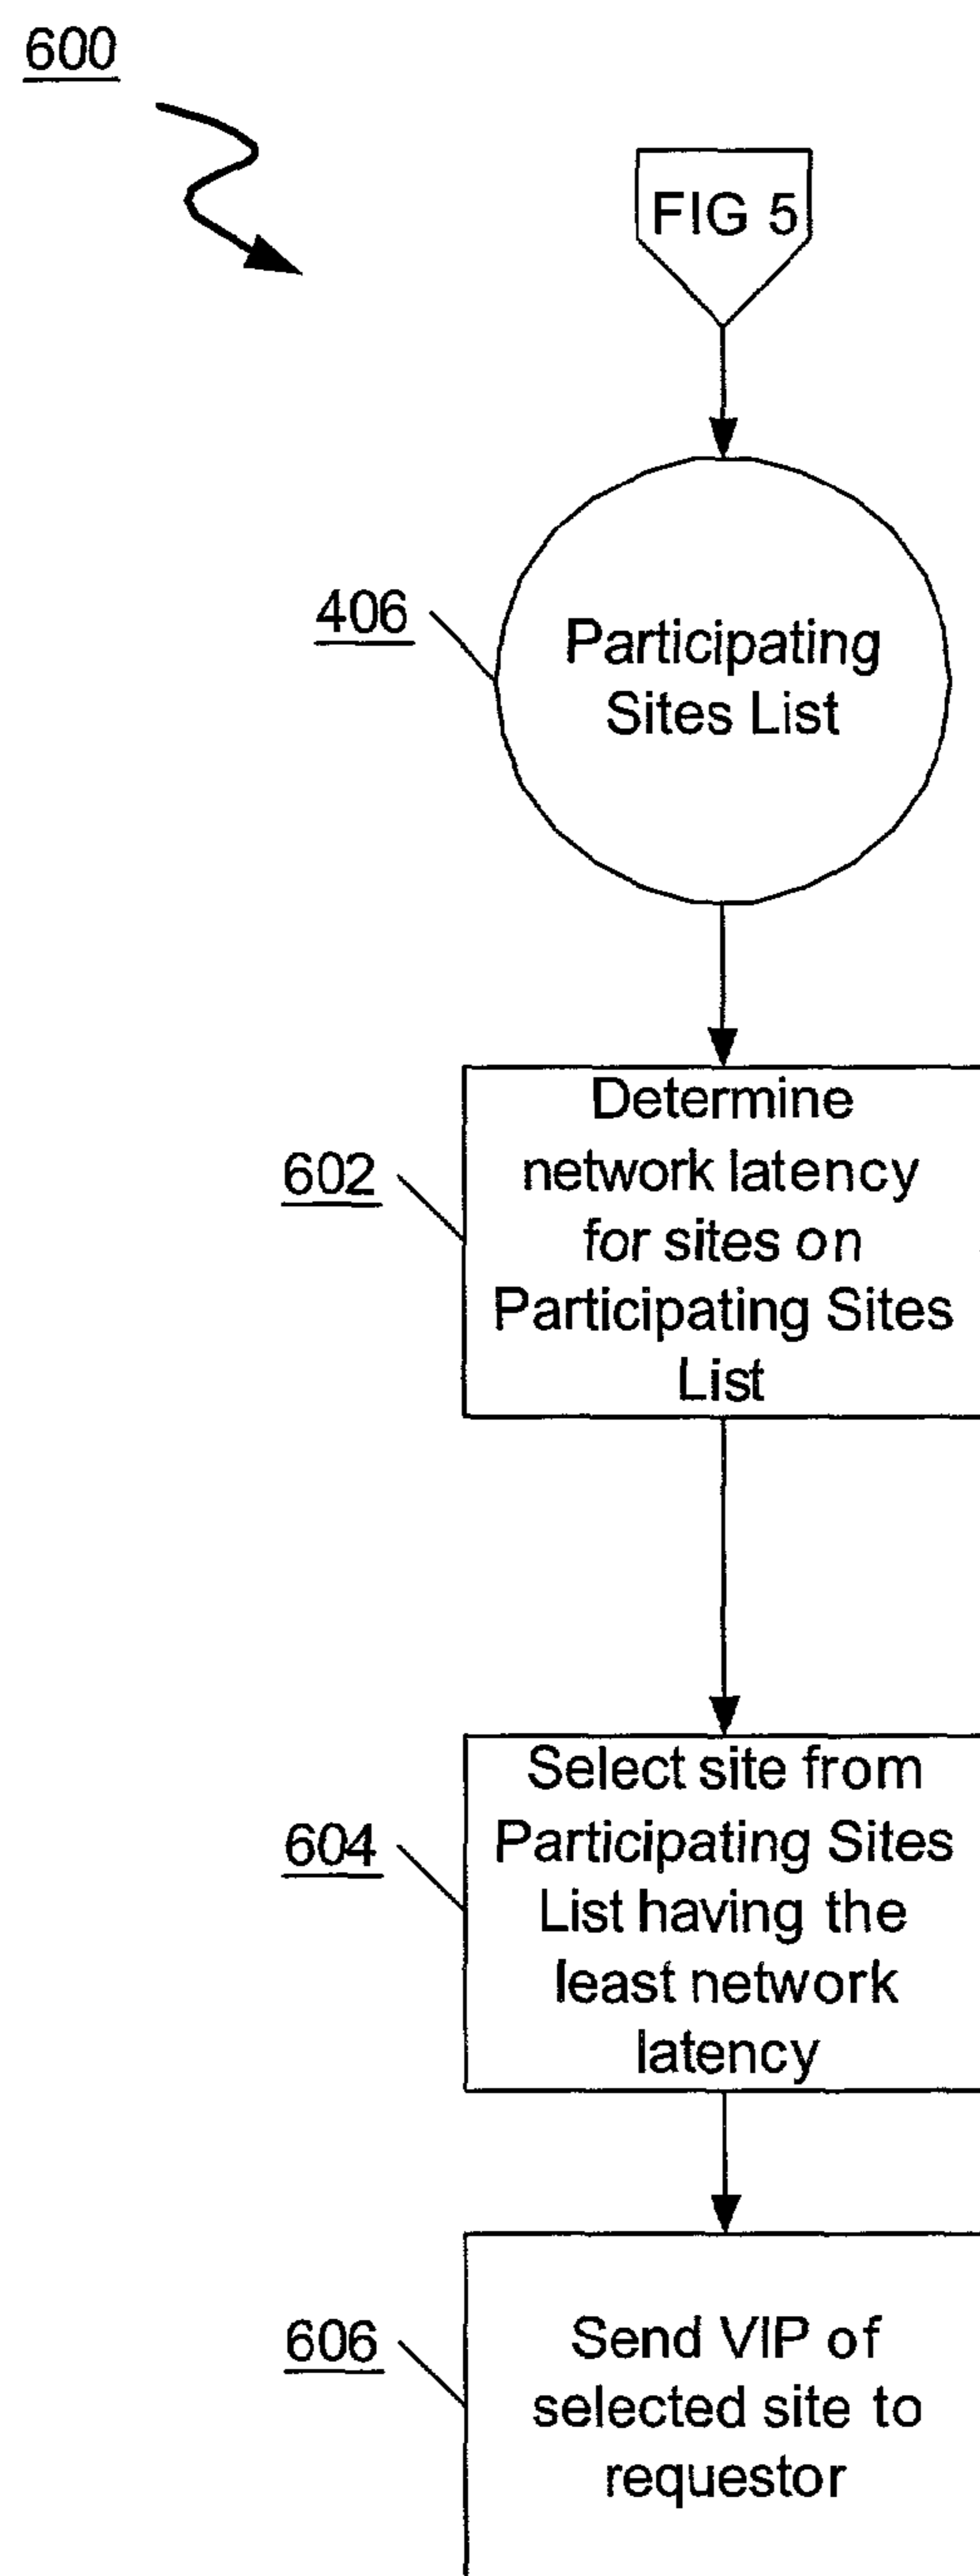 600
FIG 5
406
Participating
Sites List
602
Determine
network latency
for sites on
Participating Sites
List
604
Select site from
Participating Sites
List having the
least network
latency
606
Send VIP of
selected site to
requestor